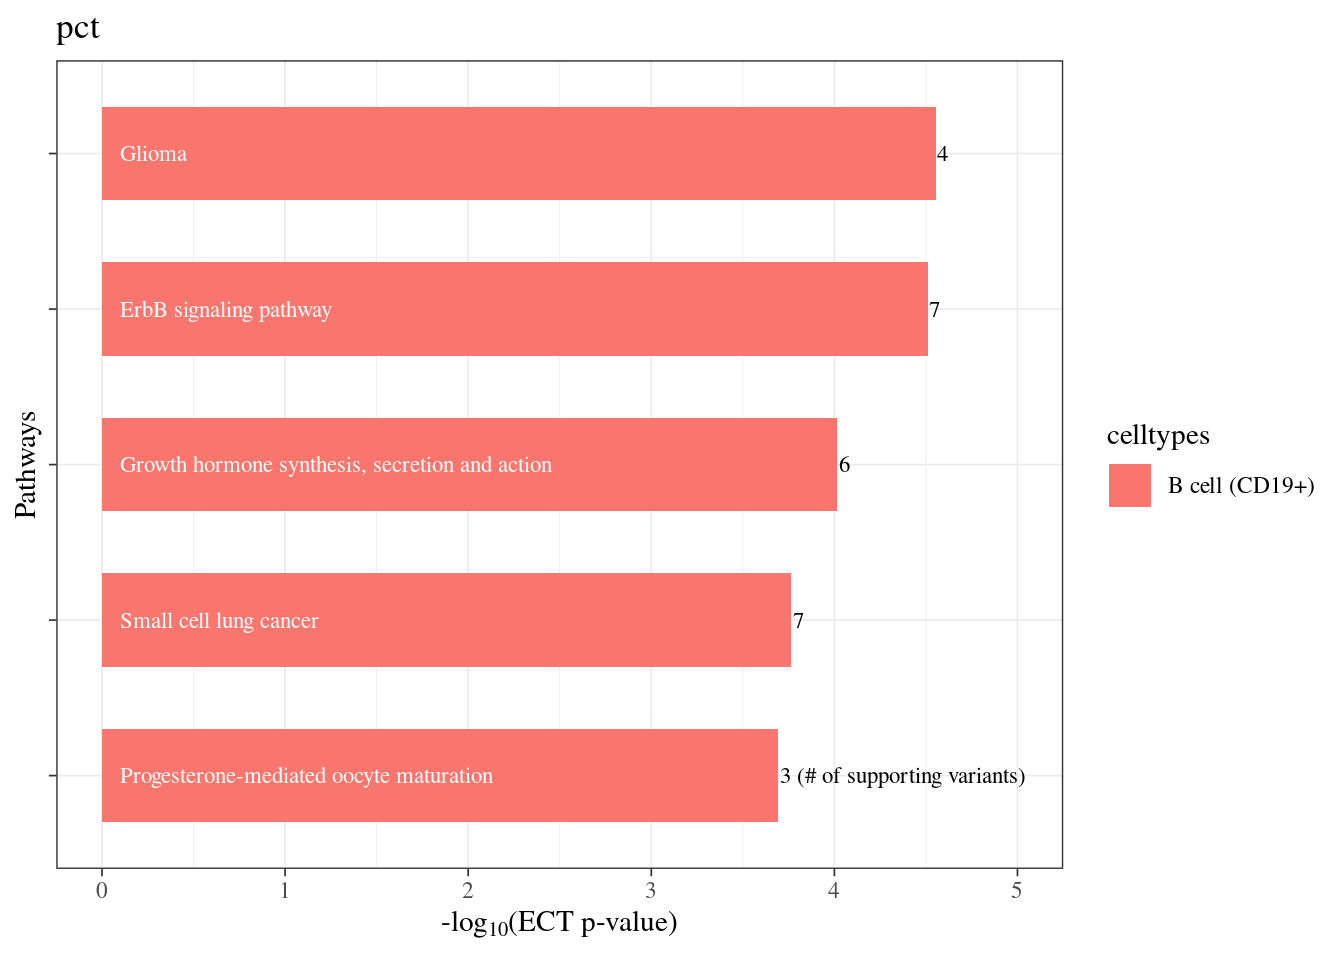 pct
Glioma
4
ErbB signaling pathway
7
Growth hormone synthesis, secretion and action
6
Small cell lung cancer
7
Progesterone-mediated oocyte maturation
3 (# of supporting variants)
Pathways
0 1 2 3 4 5
-log10(ECT p-value)
celltypes
B cell (CD19+)